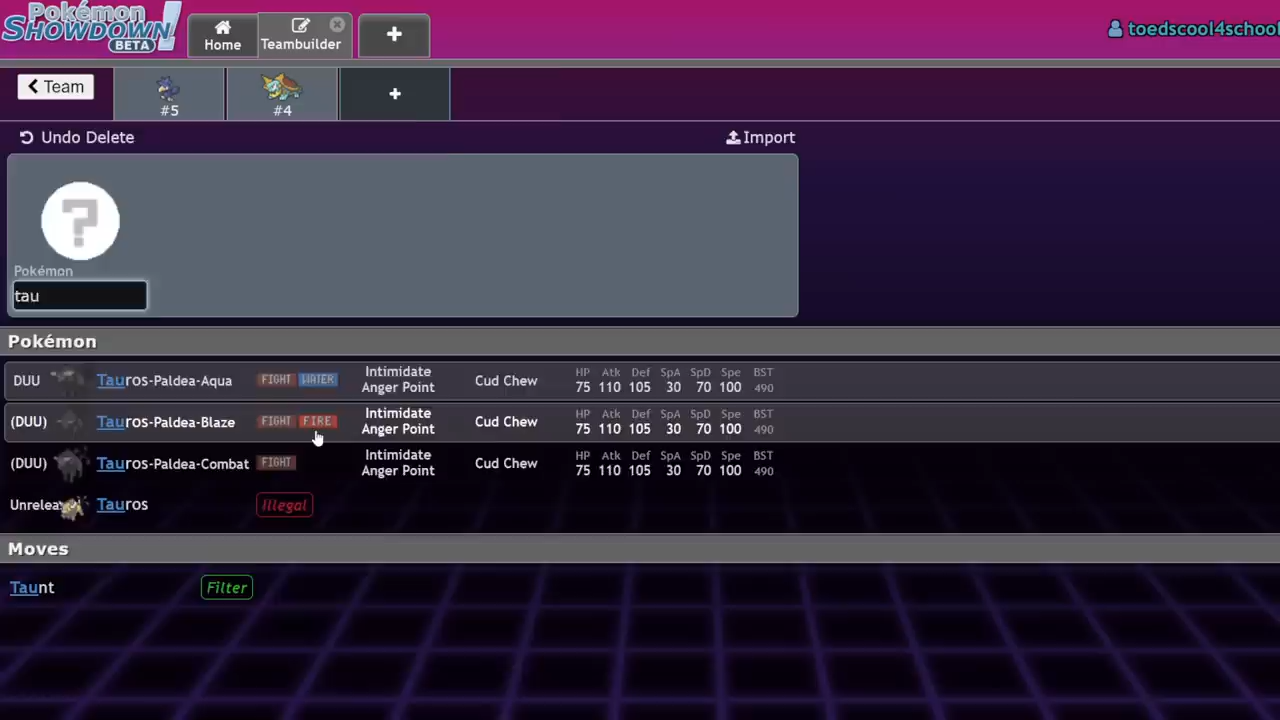 Pokémon
SHOWDOWN!
BETA
Home
Teambuilder
+
toedscool4school
< Team
#5
#4
+
Undo Delete
Import
?
Pokémon
tau
Pokémon
DUU Tauros-Paldea-Aqua FIGHT WATER Intimidate Anger Point Cud Chew HP 75 Atk 110 Def 105 SpA 30 SpD 70 Spe 100 BST 490
(DUU) Tauros-Paldea-Blaze FIGHT FIRE Intimidate Anger Point Cud Chew HP 75 Atk 110 Def 105 SpA 30 SpD 70 Spe 100 BST 490
(DUU) Tauros-Paldea-Combat FIGHT Intimidate Anger Point Cud Chew HP 75 Atk 110 Def 105 SpA 30 SpD 70 Spe 100 BST 490
Unrelea Tauros Illegal
Moves
Taunt Filter